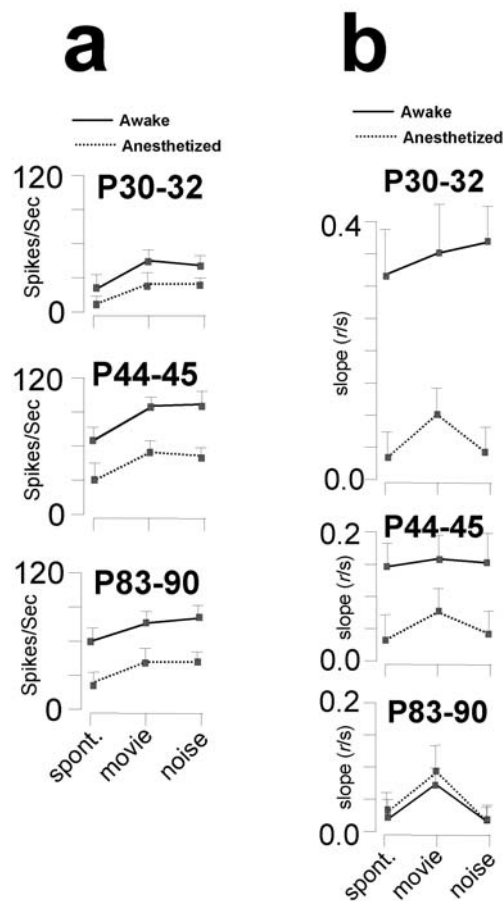 a
Awake
Anesthetized
120
P30-32
Spikes/Sec
0
120
P44-45
Spikes/Sec
0
120
P83-90
Spikes/Sec
0
spont.
movie
noise
b
Awake
Anesthetized
P30-32
0.4
slope (r/s)
0.0
P44-45
0.2
slope (r/s)
0.0
P83-90
0.2
slope (r/s)
0.0
spont.
movie
noise